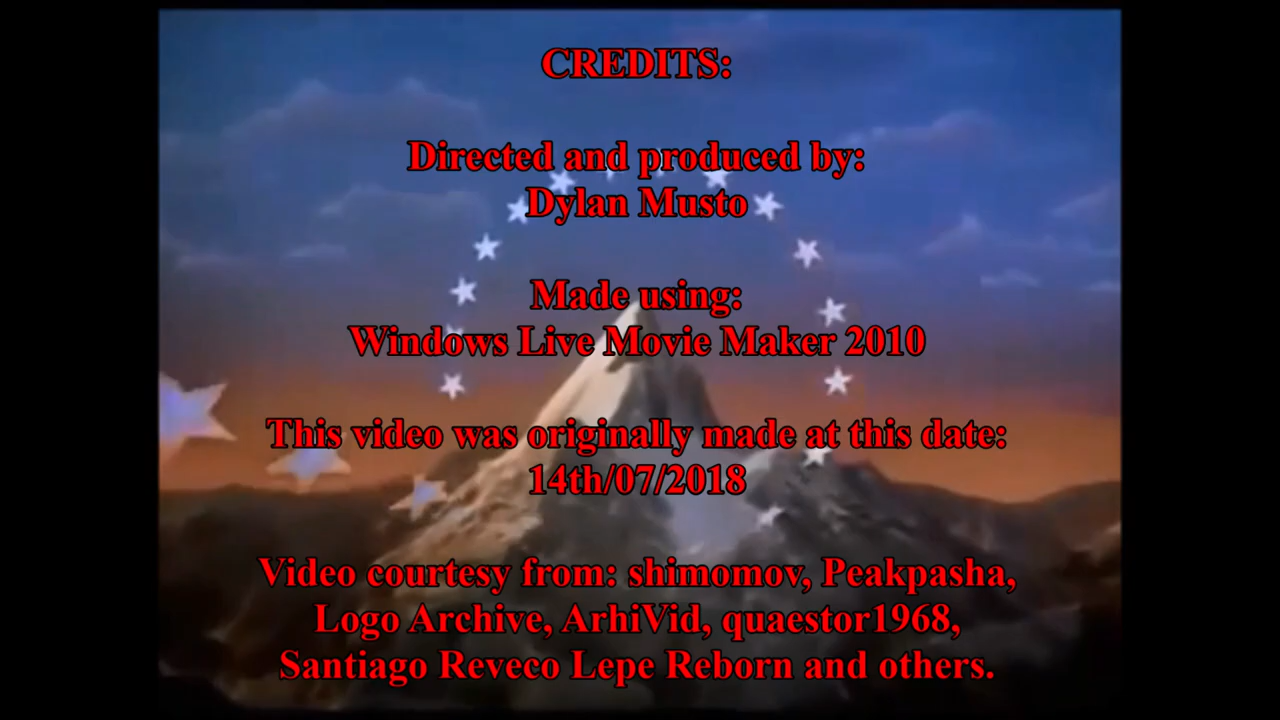 CREDITS:
Directed and produced by:
Dylan Musto
Made using:
Windows Live Movie Maker 2010
This video was originally made at this date:
14th/07/2018
Video courtesy from: shimomov, Peakpasha,
Logo Archive, ArhiVid, quaestor1968,
Santiago Reveco Lepe Reborn and others.